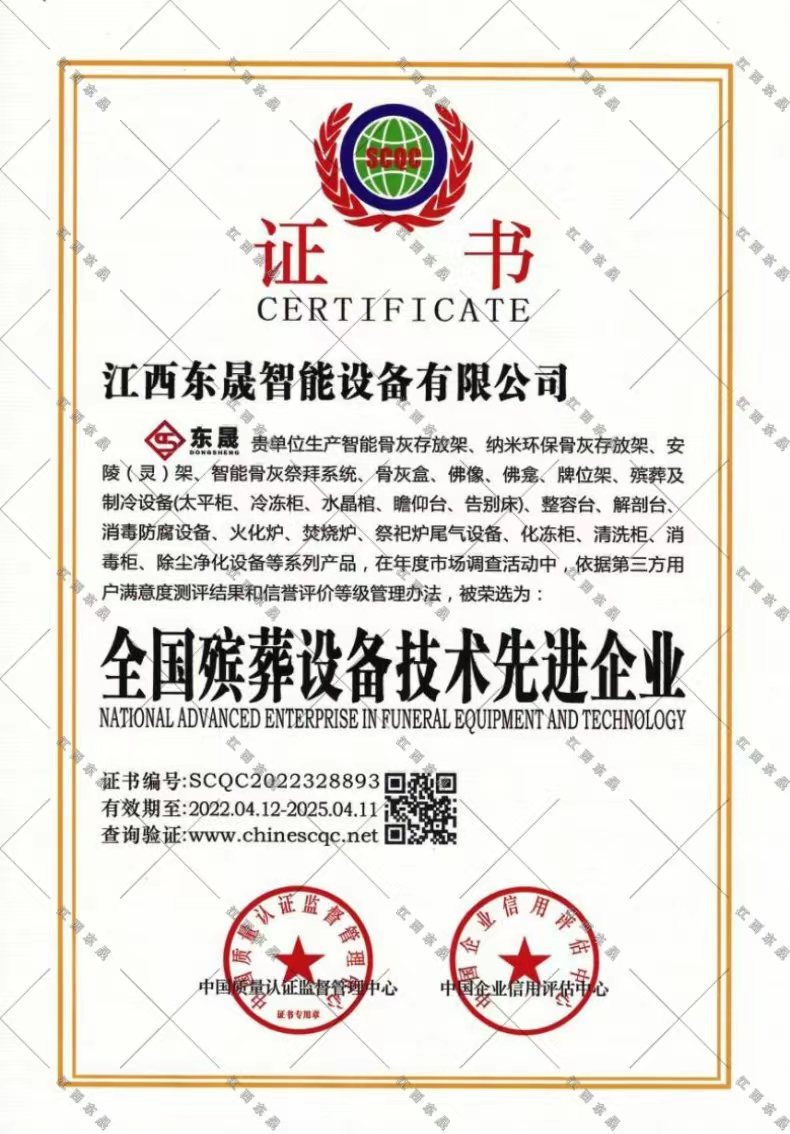 SCQC
证书
CERTIFICATE
江西东晟智能设备有限公司
东晟 DONGSHENG 贵单位生产智能骨灰存放架、纳米环保骨灰存放架、安
陵（灵）架、智能骨灰祭拜系统、骨灰盒、佛像、佛龛、牌位架、殡葬及
制冷设备(太平柜、冷冻柜、水晶棺、瞻仰台、告别床)、整容台、解剖台、
消毒防腐设备、火化炉、焚烧炉、祭祀炉尾气设备、化冻柜、清洗柜、消
毒柜、除尘净化设备等系列产品，在年度市场调查活动中，依据第三方用
户满意度测评结果和信誉评价等级管理办法，被荣选为：
全国殡葬设备技术先进企业
NATIONAL ADVANCED ENTERPRISE IN FUNERAL EQUIPMENT AND TECHNOLOGY
证书编号:SCQC2022328893
有效期至:2022.04.12-2025.04.11
查询验证:www.chinescqc.net
中国质量认证监督管理中心
中国质量认证监督管理中心
证书专用章
中国企业信用评估中心
中国企业信用评估中心
江西东晟